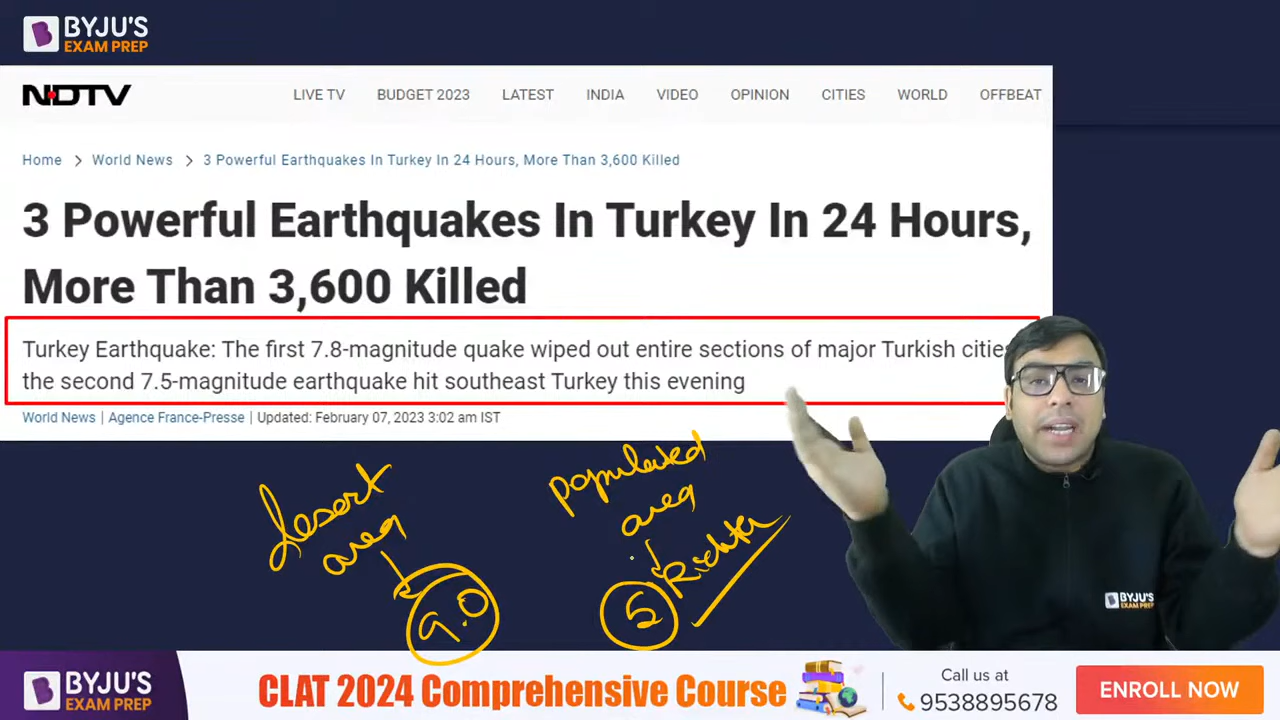 BYJU'S
EXAM PREP
NDTV
LIVE TV BUDGET 2023 LATEST INDIA VIDEO OPINION CITIES WORLD OFFBEAT
Home > World News > 3 Powerful Earthquakes In Turkey In 24 Hours, More Than 3,600 Killed
3 Powerful Earthquakes In Turkey In 24 Hours,
More Than 3,600 Killed
Turkey Earthquake: The first 7.8-magnitude quake wiped out entire sections of major Turkish cities
the second 7.5-magnitude earthquake hit southeast Turkey this evening
World News | Agence France-Presse | Updated: February 07, 2023 3:02 am IST
desert
area
9.0
populated
area
Richter
5
BYJU'S
EXAM PREP
BYJU'S
EXAM PREP
CLAT 2024 Comprehensive Course
Call us at
9538895678
ENROLL NOW